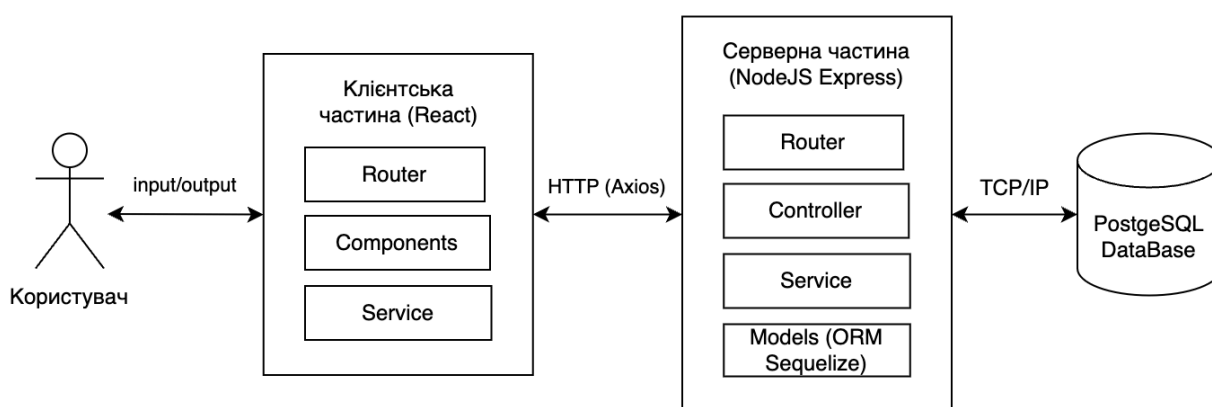 Користувач
input/output
Клієнтська
частина (React)
Router
Components
Service
HTTP (Axios)
Серверна частина
(NodeJS Express)
Router
Controller
Service
Models (ORM
Sequelize)
TCP/IP
PostgeSQL
DataBase